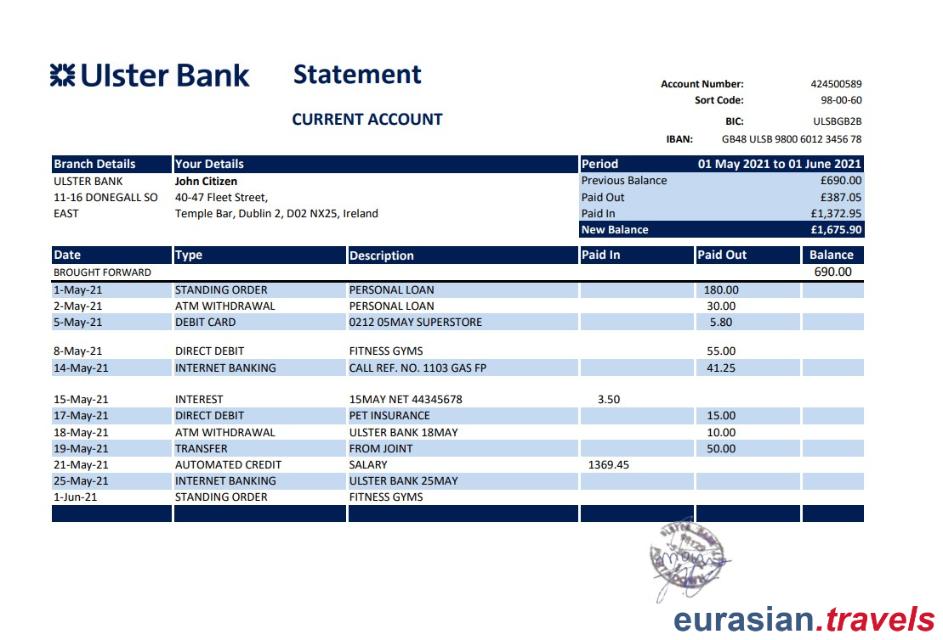 Ulster Bank Statement
CURRENT ACCOUNT
Account Number: 424500589
Sort Code: 98-00-60
BIC: ULSBGB2B
IBAN: GB48 ULSB 9800 6012 3456 78
Branch Details Your Details Period 01 May 2021 to 01 June 2021
ULSTER BANK John Citizen Previous Balance £690.00
11-16 DONEGALL SO 40-47 Fleet Street, Paid Out £387.05
EAST Temple Bar, Dublin 2, D02 NX25, Ireland Paid In £1,372.95
New Balance £1,675.90
Date Type Description Paid In Paid Out Balance
BROUGHT FORWARD 690.00
1-May-21 STANDING ORDER PERSONAL LOAN 180.00
2-May-21 ATM WITHDRAWAL PERSONAL LOAN 30.00
5-May-21 DEBIT CARD 0212 05MAY SUPERSTORE 5.80
8-May-21 DIRECT DEBIT FITNESS GYMS 55.00
14-May-21 INTERNET BANKING CALL REF. NO. 1103 GAS FP 41.25
15-May-21 INTEREST 15MAY NET 44345678 3.50
17-May-21 DIRECT DEBIT PET INSURANCE 15.00
18-May-21 ATM WITHDRAWAL ULSTER BANK 18MAY 10.00
19-May-21 TRANSFER FROM JOINT 50.00
21-May-21 AUTOMATED CREDIT SALARY 1369.45
25-May-21 INTERNET BANKING ULSTER BANK 25MAY
1-Jun-21 STANDING ORDER FITNESS GYMS
ULSTER BANK
eurasian.travels